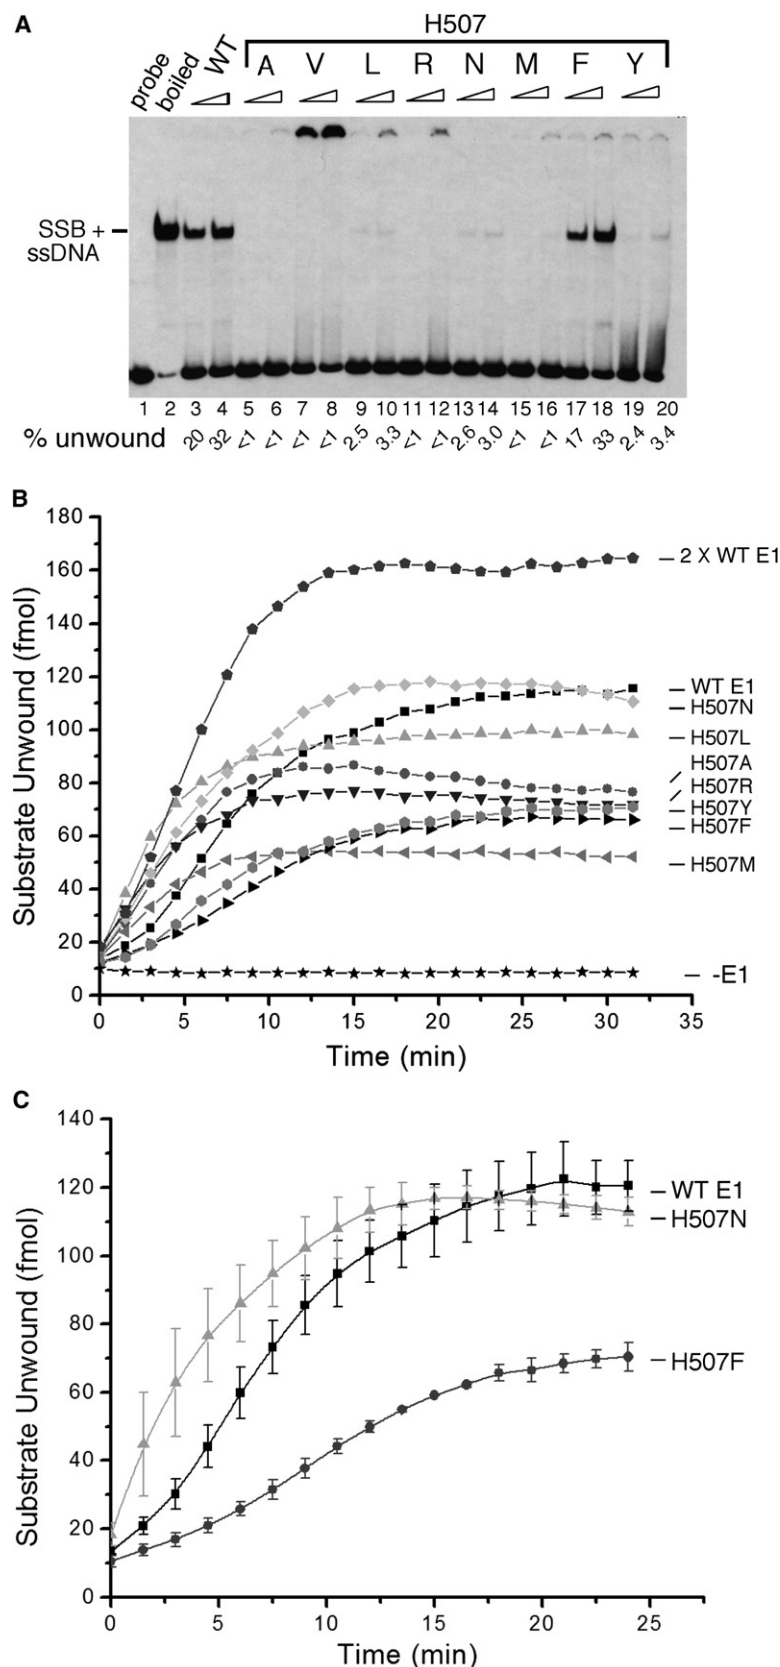 A
H507
probe
boiled
WT
A V L R N M F Y
SSB +
ssDNA
1 2 3 4 5 6 7 8 9 10 11 12 13 14 15 16 17 18 19 20
% unwound 20 32 <1 <1 <1 <1 2.5 3.3 <1 <1 2.6 3.0 <1 <1 17 33 2.4 3.4
B
180
160
140
120
100
80
60
40
20
0
Substrate Unwound (fmol)
2 X WT E1
WT E1
H507N
H507L
H507A
H507R
H507Y
H507F
H507M
-E1
0 5 10 15 20 25 30 35
Time (min)
C
140
120
100
80
60
40
20
0
Substrate Unwound (fmol)
WT E1
H507N
H507F
0 5 10 15 20 25
Time (min)